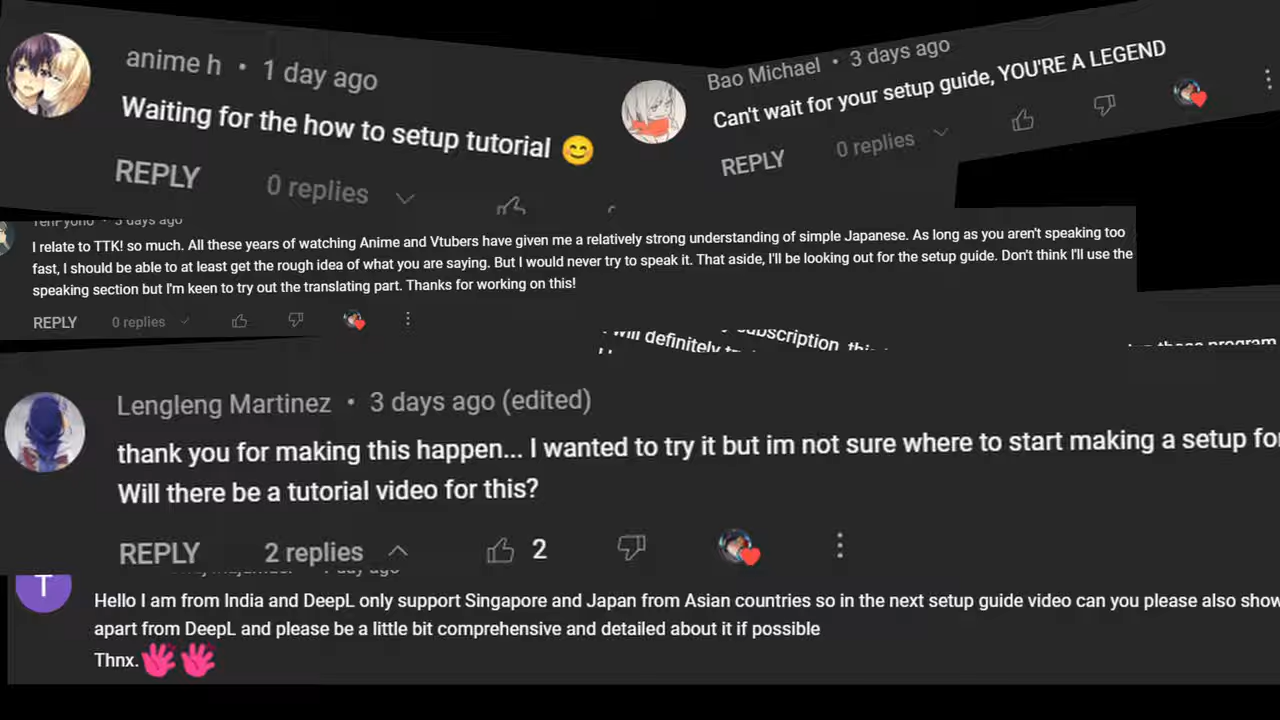 anime h • 1 day ago
Waiting for the how to setup tutorial 😊
REPLY 0 replies
Bao Michael • 3 days ago
Can't wait for your setup guide, YOU'RE A LEGEND
REPLY 0 replies
3 days ago
I relate to TTK! so much. All these years of watching Anime and Vtubers have given me a relatively strong understanding of simple Japanese. As long as you aren't speaking too
fast, I should be able to at least get the rough idea of what you are saying. But I would never try to speak it. That aside, I'll be looking out for the setup guide. Don't think I'll use the
speaking section but I'm keen to try out the translating part. Thanks for working on this!
REPLY 0 replies
subscription
will definitely
program
Lengleng Martinez • 3 days ago (edited)
thank you for making this happen... I wanted to try it but im not sure where to start making a setup for
Will there be a tutorial video for this?
REPLY 2 replies 2
T
Hello I am from India and DeepL only support Singapore and Japan from Asian countries so in the next setup guide video can you please also show
apart from DeepL and please be a little bit comprehensive and detailed about it if possible
Thnx.